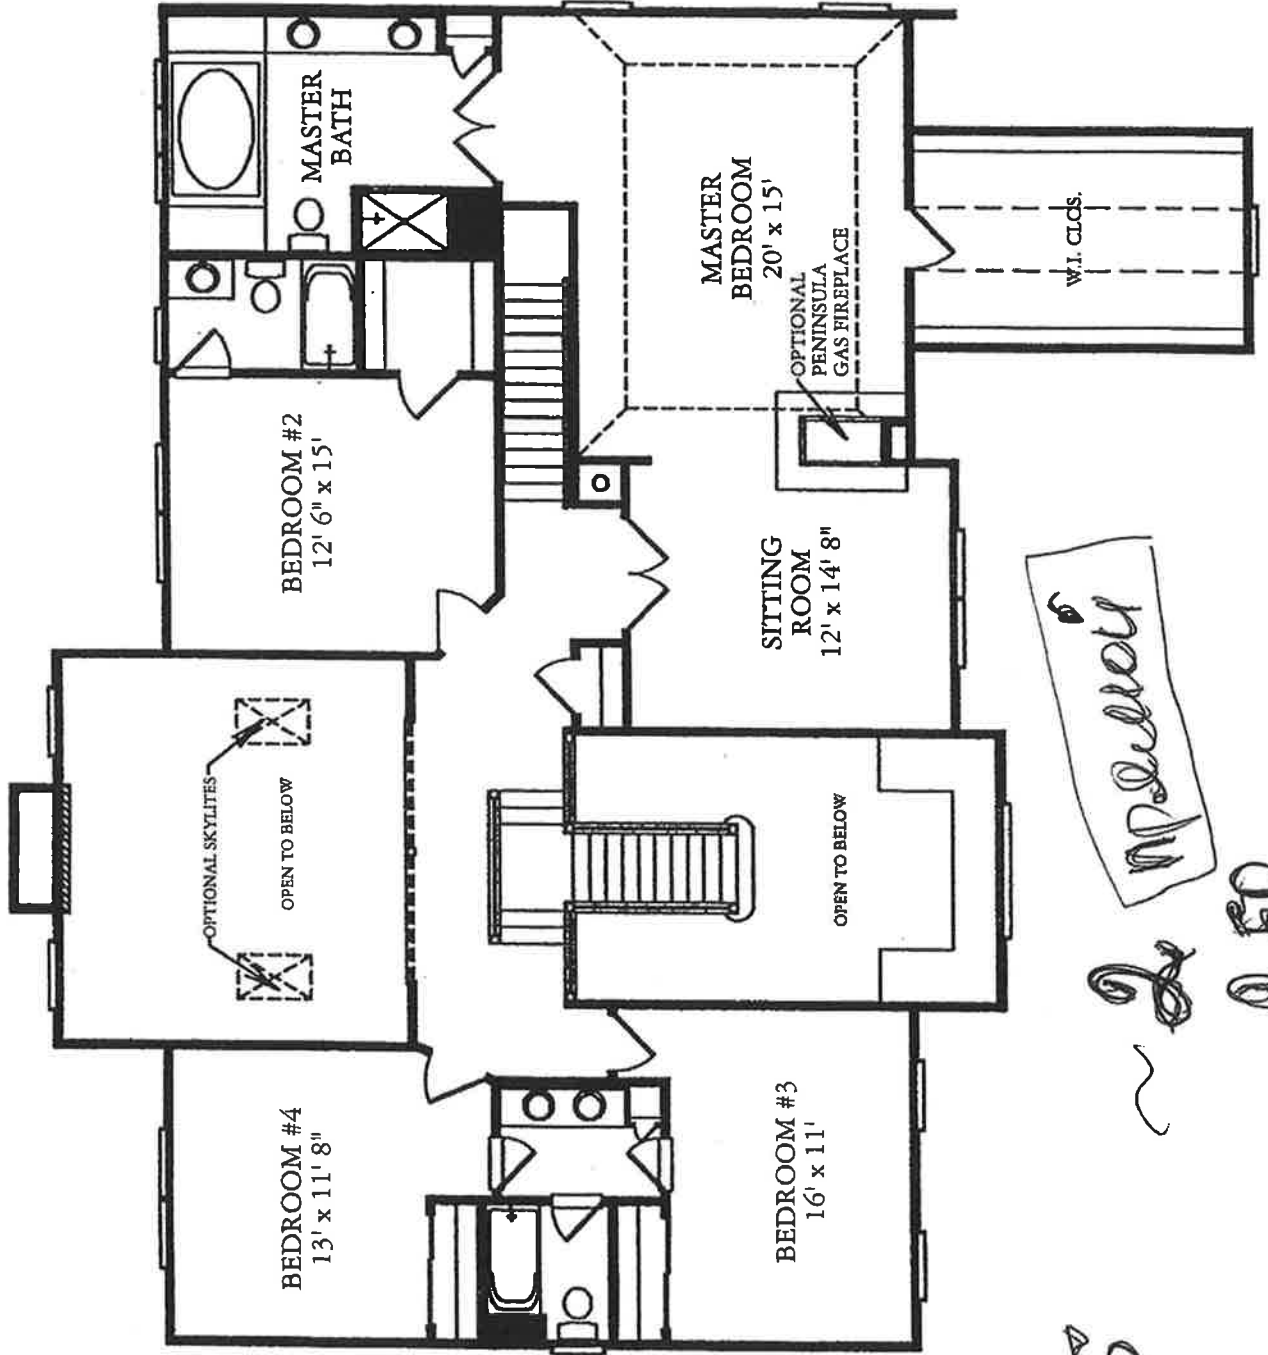 MASTER
BATH
BEDROOM #2
12' 6" x 15'
MASTER
BEDROOM
20' x 15'
OPTIONAL
PENINSULA
GAS FIREPLACE
W.I. CLOS.
SITTING
ROOM
12' x 14' 8"
OPTIONAL SKYLITES
OPEN TO BELOW
OPEN TO BELOW
BEDROOM #4
13' x 11' 8"
BEDROOM #3
16' x 11'